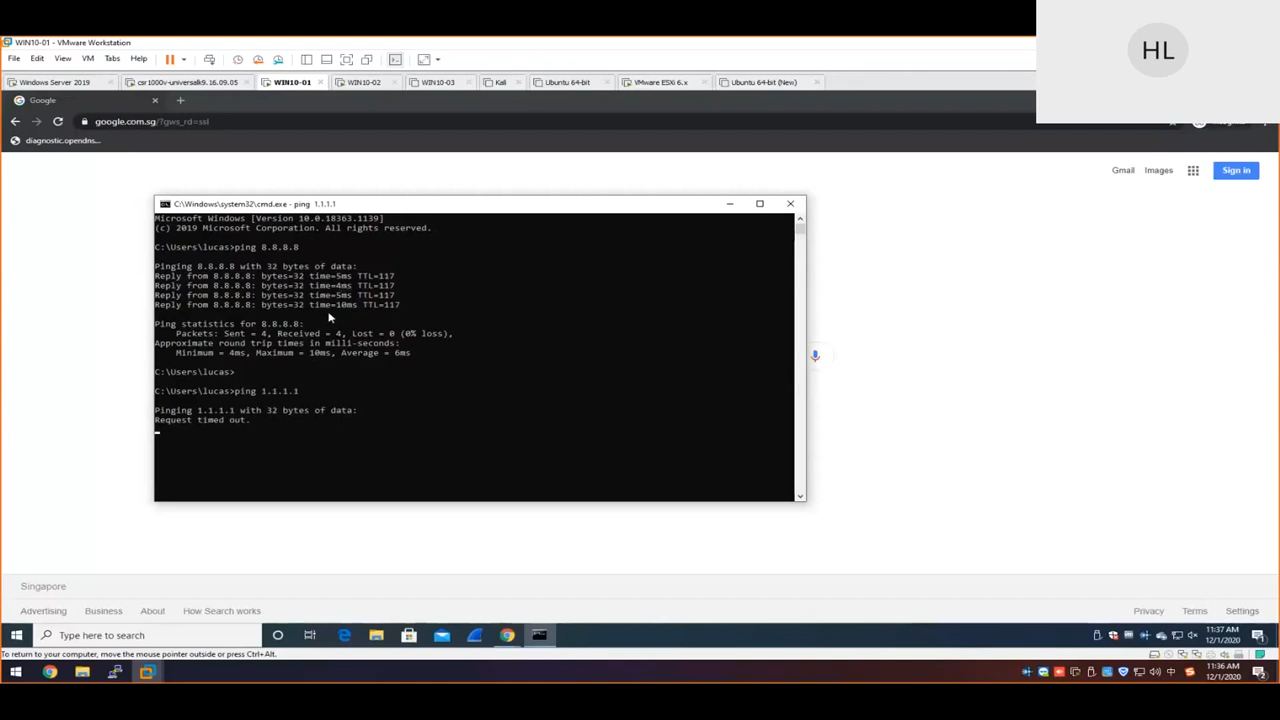 WIN10-01 - VMware Workstation
HL
File Edit View VM Tabs Help
Windows Server 2019 csr1000v-universalk9.16.09.05 WIN10-01 WIN10-02 WIN10-03 Kali Ubuntu 64-bit VMware ESXi 6.x Ubuntu 64-bit (New)
Google
google.com.sg/?gws_rd=ssl
diagnostic.opendns...
Gmail Images Sign in
C:\Windows\system32\cmd.exe - ping 1.1.1.1
Microsoft Windows [Version 10.0.18363.1139]
(c) 2019 Microsoft Corporation. All rights reserved.
C:\Users\lucas>ping 8.8.8.8
Pinging 8.8.8.8 with 32 bytes of data:
Reply from 8.8.8.8: bytes=32 time=5ms TTL=117
Reply from 8.8.8.8: bytes=32 time=4ms TTL=117
Reply from 8.8.8.8: bytes=32 time=5ms TTL=117
Reply from 8.8.8.8: bytes=32 time=10ms TTL=117
Ping statistics for 8.8.8.8:
Packets: Sent = 4, Received = 4, Lost = 0 (0% loss),
Approximate round trip times in milli-seconds:
Minimum = 4ms, Maximum = 10ms, Average = 6ms
C:\Users\lucas>
C:\Users\lucas>ping 1.1.1.1
Pinging 1.1.1.1 with 32 bytes of data:
Request timed out.
Singapore
Advertising Business About How Search works Privacy Terms Settings
Type here to search
11:37 AM
12/1/2020
To return to your computer, move the mouse pointer outside or press Ctrl+Alt.
中
11:36 AM
12/1/2020